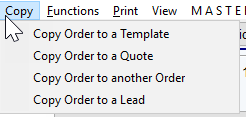 Copy Functions Print View M A S T E R
Copy Order to a Template
Copy Order to a Quote
Copy Order to another Order
Copy Order to a Lead